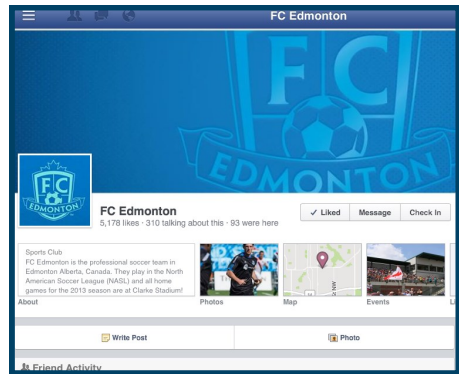 FC Edmonton
FC
EDMONTON
FC
EDMONTON
FC Edmonton
5,178 likes · 310 talking about this · 93 were here
✓ Liked
Message
Check In
Sports Club
FC Edmonton is the professional soccer team in
Edmonton Alberta, Canada. They play in the North
American Soccer League (NASL) and all home
games for the 2013 season are at Clarke Stadium!
About
Photos
Map
Events
Write Post
Photo
Friend Activity